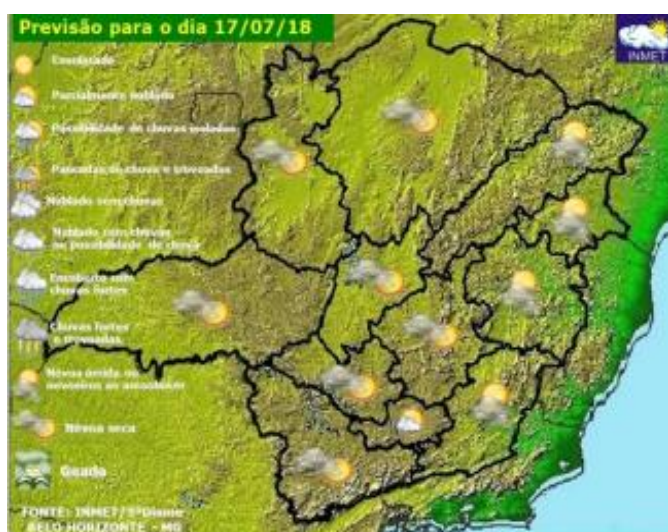 Previsão para o dia 17/07/18
INMET
Ensolarado
Parcialmente nublado
Possibilidade de chuvas isoladas
Pancadas de chuva e trovoadas
Nublado sem chuvas
Nublado com chuvas
ou possibilidade de chuva
Encoberto com
chuvas fortes
Chuvas fortes
e trovoadas
Névoa úmida ou
nevoeiro ao amanhecer
Névoa seca
Geada
FONTE: INMET/5ºDisme
BELO HORIZONTE - MG